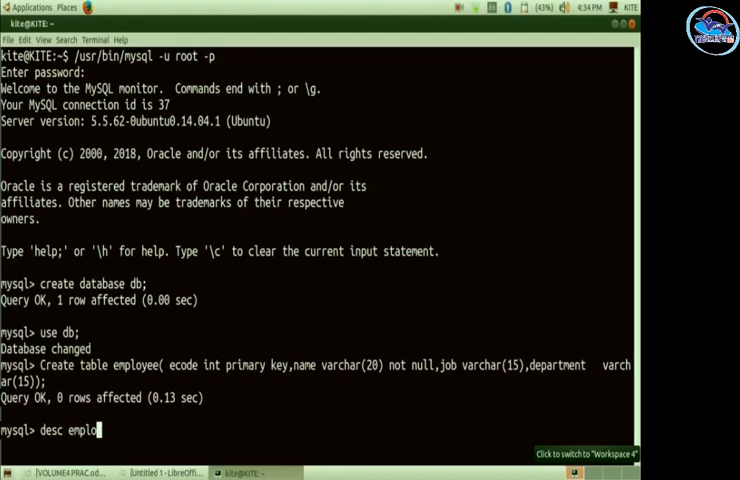 Applications Places
(43%) 4:34 PM KITE
kite@KITE: ~
File Edit View Search Terminal Help
kite@KITE:~$ /usr/bin/mysql -u root -p
Enter password:
Welcome to the MySQL monitor.  Commands end with ; or \g.
Your MySQL connection id is 37
Server version: 5.5.62-0ubuntu0.14.04.1 (Ubuntu)
Copyright (c) 2000, 2018, Oracle and/or its affiliates. All rights reserved.
Oracle is a registered trademark of Oracle Corporation and/or its
affiliates. Other names may be trademarks of their respective
owners.
Type 'help;' or '\h' for help. Type '\c' to clear the current input statement.
mysql> create database db;
Query OK, 1 row affected (0.00 sec)
mysql> use db;
Database changed
mysql> Create table employee( ecode int primary key,name varchar(20) not null,job varchar(15),department   varch
ar(15));
Query OK, 0 rows affected (0.13 sec)
mysql> desc emplo
Click to switch to "Workspace 4"
[VOLUME4 PRAC.od... [Untitled 1 - LibreOffi... kite@KITE: ~